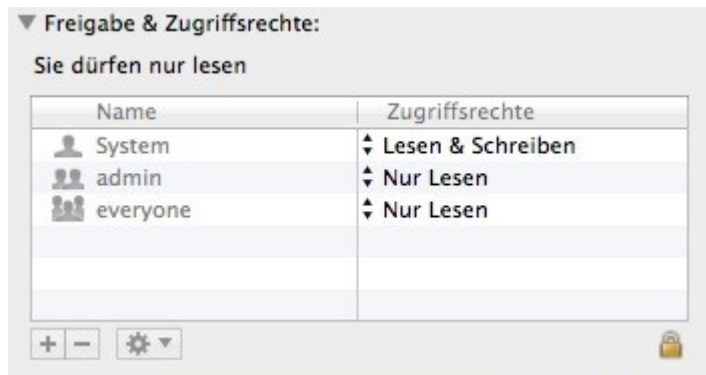 Freigabe & Zugriffsrechte:
Sie dürfen nur lesen
Name Zugriffsrechte
System Lesen & Schreiben
admin Nur Lesen
everyone Nur Lesen